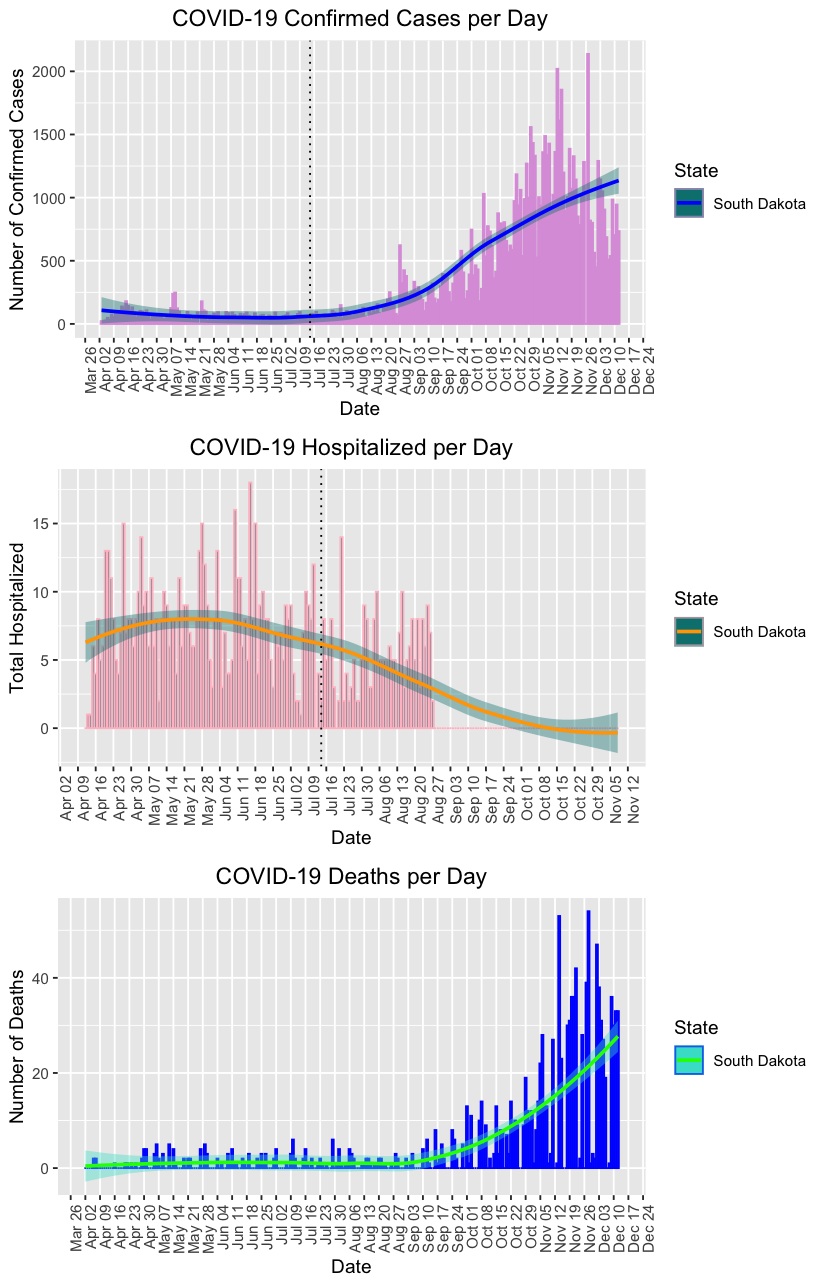 COVID-19 Confirmed Cases per Day
Number of Confirmed Cases
2000
1500
1000
500
0
Mar 26
Apr 02
Apr 09
Apr 16
Apr 23
Apr 30
May 07
May 14
May 21
May 28
Jun 04
Jun 11
Jun 18
Jun 25
Jul 02
Jul 09
Jul 16
Jul 23
Jul 30
Aug 06
Aug 13
Aug 20
Aug 27
Sep 03
Sep 10
Sep 17
Sep 24
Oct 01
Oct 08
Oct 15
Oct 22
Oct 29
Nov 05
Nov 12
Nov 19
Nov 26
Dec 03
Dec 10
Dec 17
Dec 24
Date
State
South Dakota
COVID-19 Hospitalized per Day
Total Hospitalized
15
10
5
0
Apr 02
Apr 09
Apr 16
Apr 23
Apr 30
May 07
May 14
May 21
May 28
Jun 04
Jun 11
Jun 18
Jun 25
Jul 02
Jul 09
Jul 16
Jul 23
Jul 30
Aug 06
Aug 13
Aug 20
Aug 27
Sep 03
Sep 10
Sep 17
Sep 24
Oct 01
Oct 08
Oct 15
Oct 22
Oct 29
Nov 05
Nov 12
Date
State
South Dakota
COVID-19 Deaths per Day
Number of Deaths
40
20
0
Mar 26
Apr 02
Apr 09
Apr 16
Apr 23
Apr 30
May 07
May 14
May 21
May 28
Jun 04
Jun 11
Jun 18
Jun 25
Jul 02
Jul 09
Jul 16
Jul 23
Jul 30
Aug 06
Aug 13
Aug 20
Aug 27
Sep 03
Sep 10
Sep 17
Sep 24
Oct 01
Oct 08
Oct 15
Oct 22
Oct 29
Nov 05
Nov 12
Nov 19
Nov 26
Dec 03
Dec 10
Dec 17
Dec 24
Date
State
South Dakota